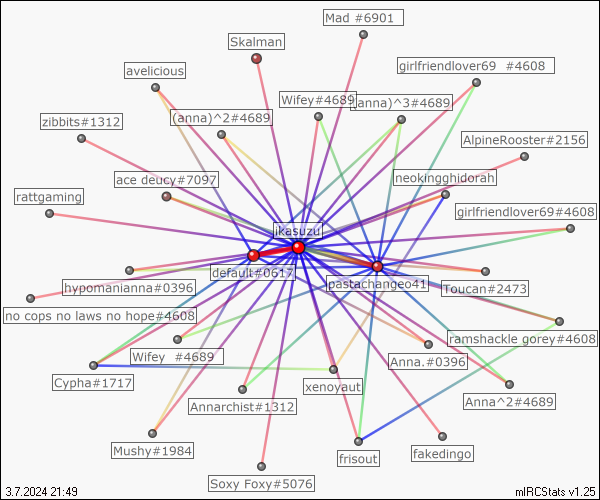 Mad #6901
Skalman
girlfriendlover69  #4608
avelicious
Wifey#4689
(anna)^3#4689
(anna)^2#4689
zibbits#1312
AlpineRooster#2156
ace deucy#7097
neokingghidorah
rattgaming
girlfriendlover69#4608
ikasuzu
default#0617
hypomanianna#0396
pastachangeo41
Toucan#2473
no cops no laws no hope#4608
ramshackle gorey#4608
Wifey  #4689
Anna.#0396
Cypha#1717
xenoyaut
Anna^2#4689
Annarchist#1312
Mushy#1984
frisout
fakedingo
Soxy Foxy#5076
3.7.2024 21:49
mIRCStats v1.25